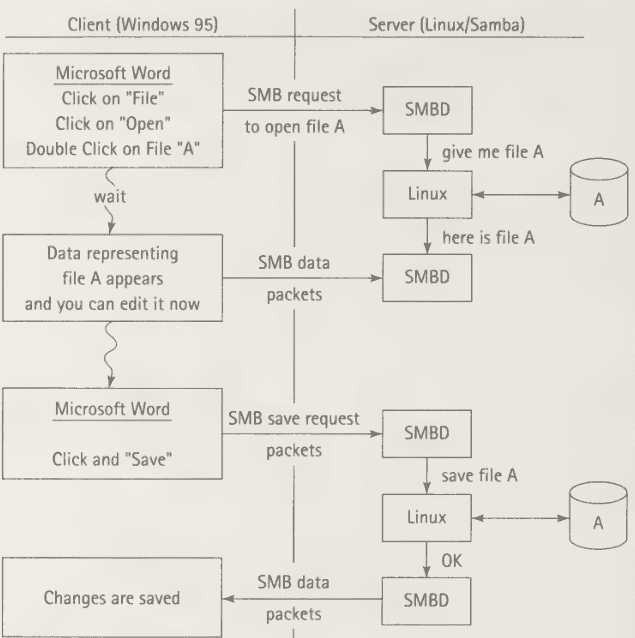 Client (Windows 95)
Server (Linux/Samba)
Microsoft Word
Click on "File"
Click on "Open"
Double Click on File "A"
SMB request
to open file A
SMBD
give me file A
wait
Linux
A
here is file A
Data representing
file A appears
and you can edit it now
SMB data
packets
SMBD
Microsoft Word
Click and "Save"
SMB save request
packets
SMBD
save file A
Linux
A
OK
Changes are saved
SMB data
packets
SMBD